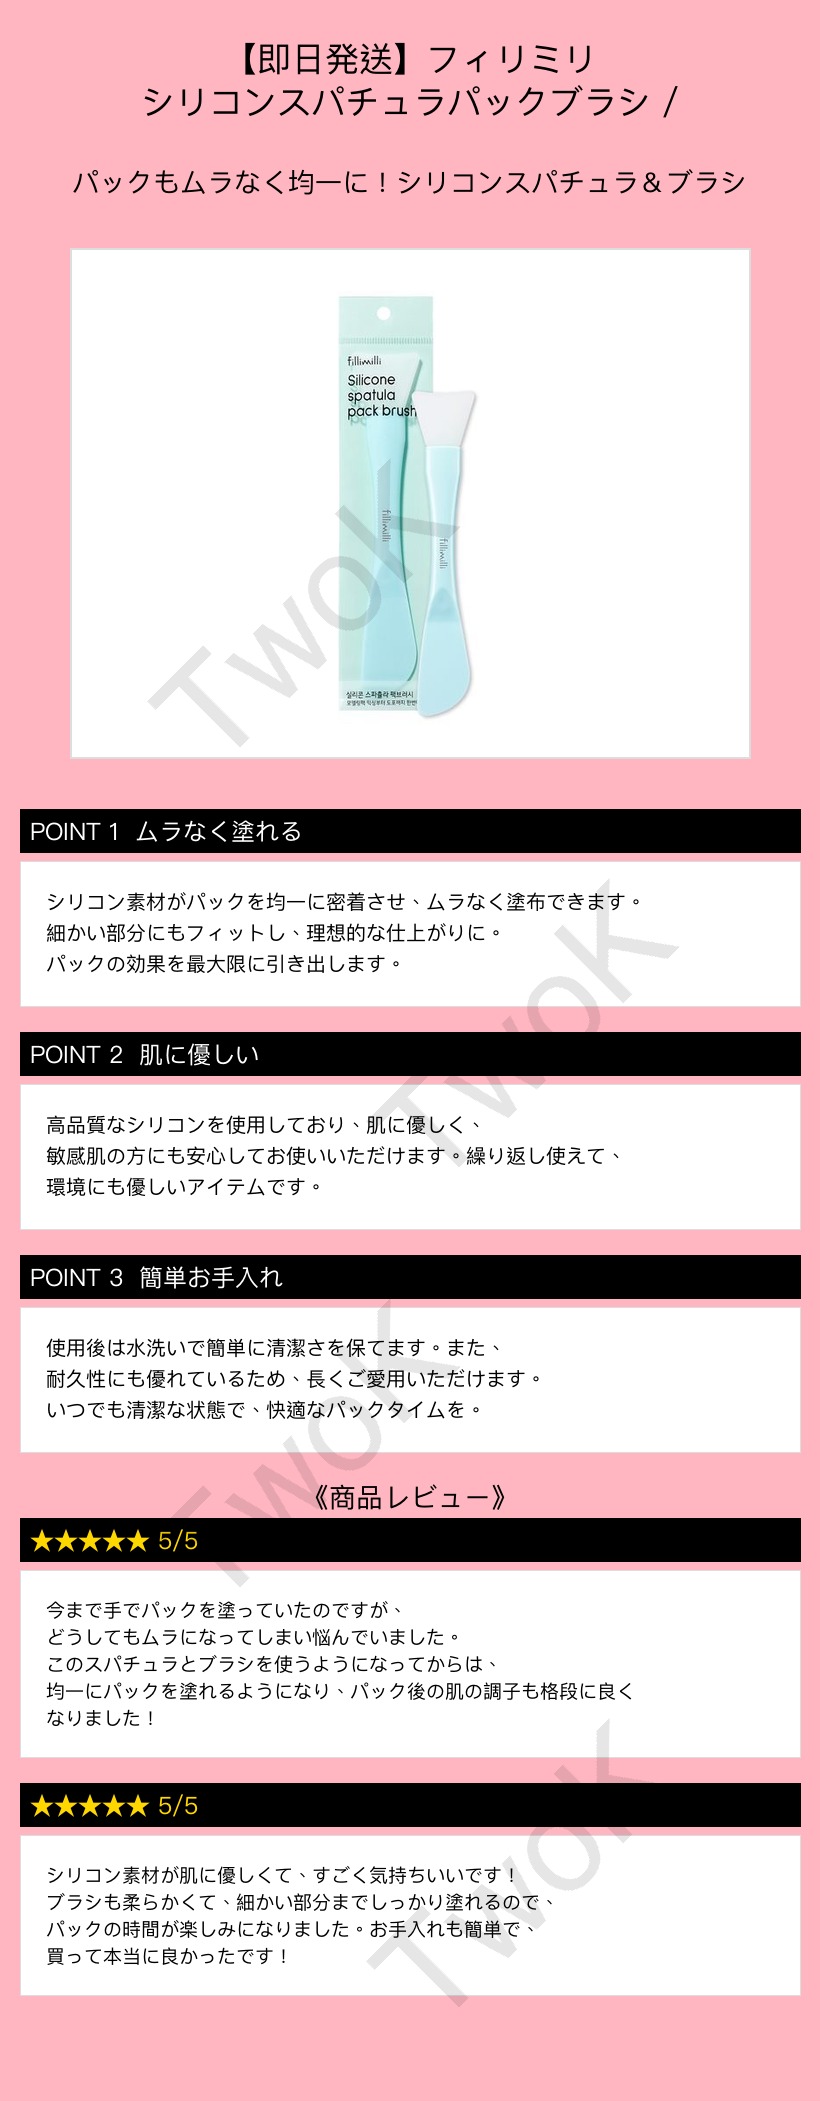 【即日発送】フィリミリ
シリコンスパチュラパックブラシ /
パックもムラなく均一に！シリコンスパチュラ＆ブラシ
fillimilli
Silicone
spatula
pack brush
fillimilli
fillimilli
실리콘 스파츌라 팩브러시
TwoK
POINT 1 ムラなく塗れる
シリコン素材がパックを均一に密着させ、ムラなく塗布できます。
細かい部分にもフィットし、理想的な仕上がりに。
パックの効果を最大限に引き出します。
TwoK
POINT 2 肌に優しい
高品質なシリコンを使用しており、肌に優しく、
敏感肌の方にも安心してお使いいただけます。繰り返し使えて、
環境にも優しいアイテムです。
POINT 3 簡単お手入れ
使用後は水洗いで簡単に清潔さを保てます。また、
耐久性にも優れているため、長くご愛用いただけます。
いつでも清潔な状態で、快適なパックタイムを。
TwoK
《商品レビュー》
★★★★★ 5/5
今まで手でパックを塗っていたのですが、
どうしてもムラになってしまい悩んでいました。
このスパチュラとブラシを使うようになってからは、
均一にパックを塗れるようになり、パック後の肌の調子も格段に良く
なりました！
★★★★★ 5/5
シリコン素材が肌に優しくて、すごく気持ちいいです！
ブラシも柔らかくて、細かい部分までしっかり塗れるので、
パックの時間が楽しみになりました。お手入れも簡単で、
買って本当に良かったです！
TwoK